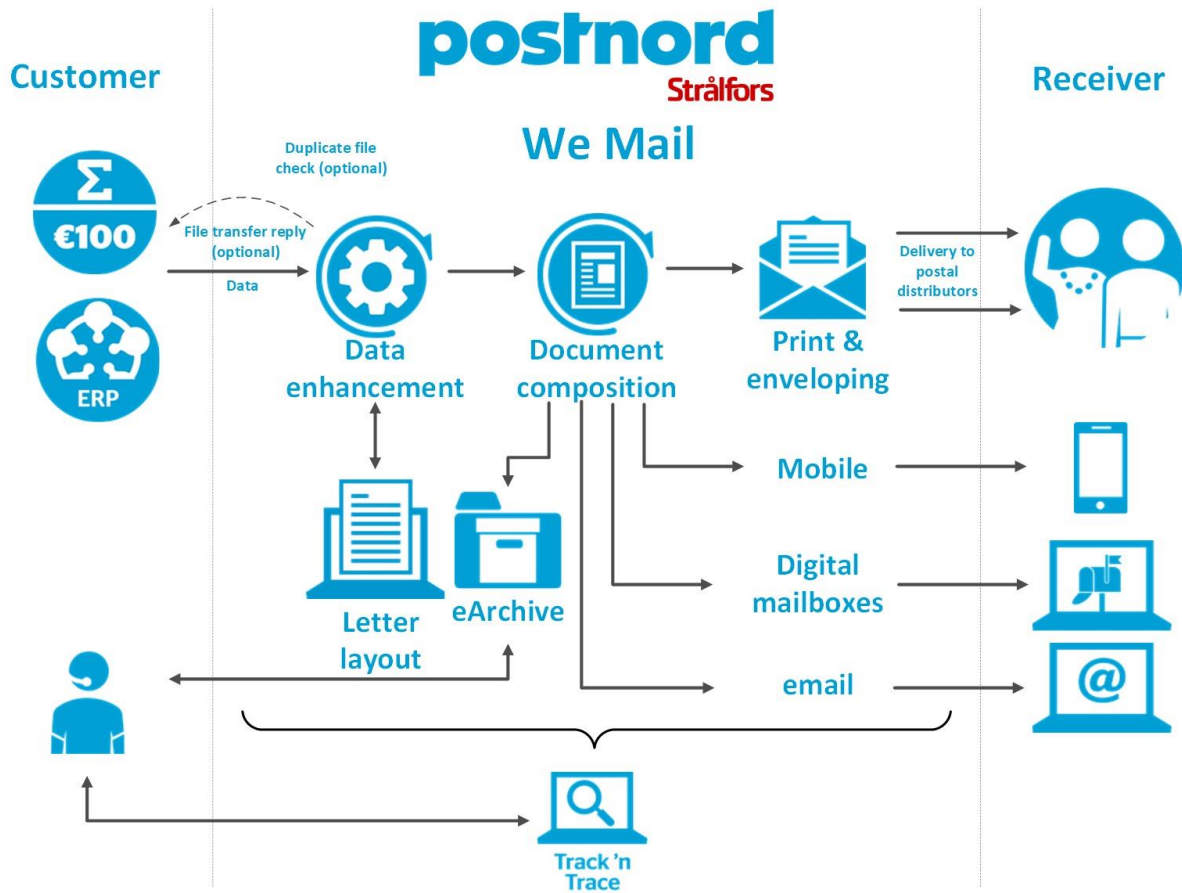 postnord
Strålfors
Customer
Receiver
We Mail
Σ
€100
ERP
Duplicate file
check (optional)
File transfer reply
(optional)
Data
Data
enhancement
Document
composition
Print &
enveloping
Delivery to
postal
distributors
Letter
layout
eArchive
Mobile
Digital
mailboxes
email
@
Track 'n
Trace